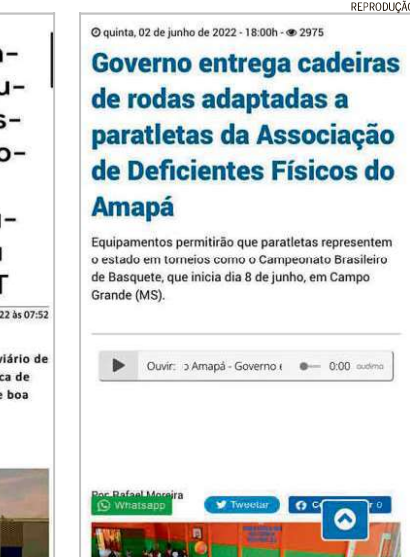 REPRODUÇÃO
22 às 07:52
viário de
ca de
e boa
quinta, 02 de junho de 2022 - 18:00h - 2975
Governo entrega cadeiras
de rodas adaptadas a
paratletas da Associação
de Deficientes Físicos do
Amapá
Equipamentos permitirão que paratletas representem
o estado em torneios como o Campeonato Brasileiro
de Basquete, que inicia dia 8 de junho, em Campo
Grande (MS).
Ouvir: o Amapá - Governo e 0:00 audima
Por Rafael Moreira
Whatsapp Tweetar